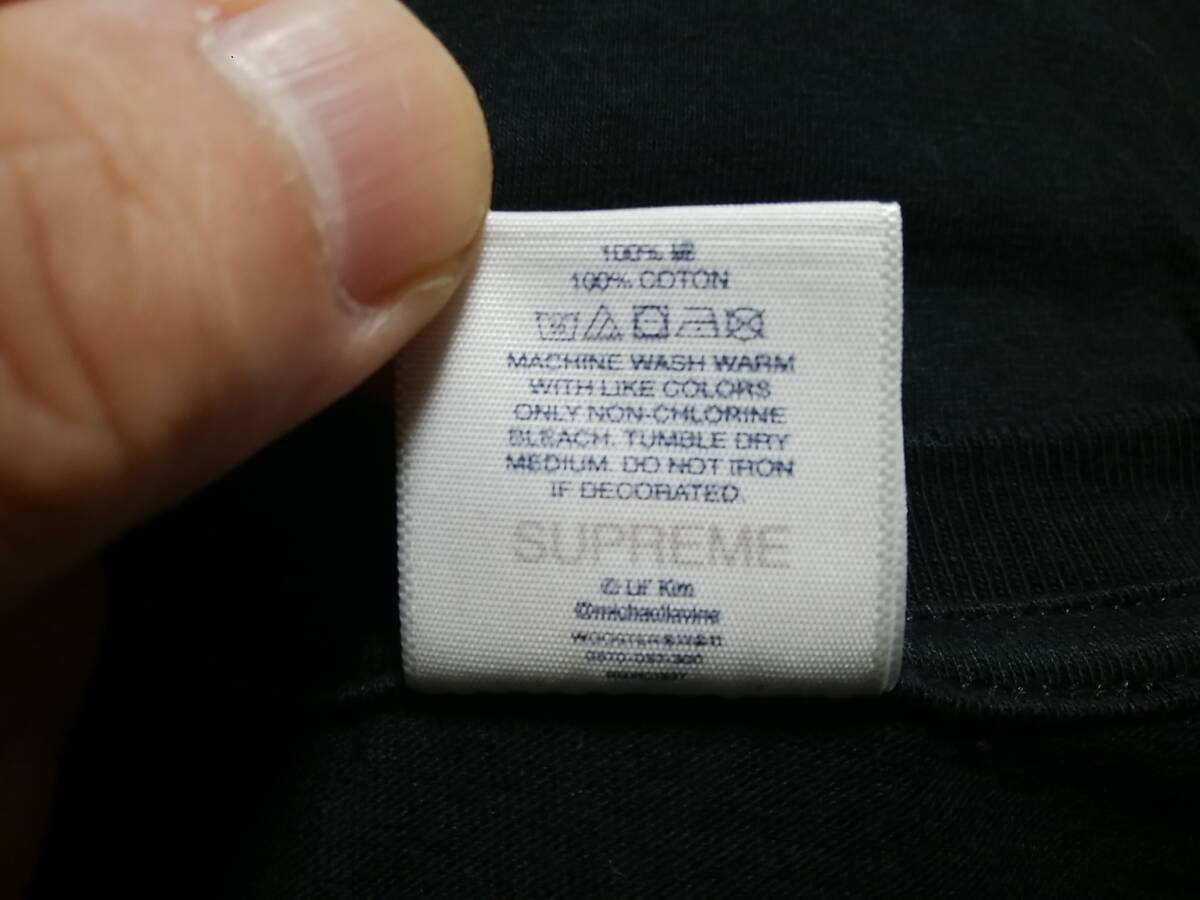 100% 綿
100% COTON
MACHINE WASH WARM
WITH LIKE COLORS
ONLY NON-CHLORINE
BLEACH. TUMBLE DRY
MEDIUM. DO NOT IRON
IF DECORATED.
SUPREME
© Lil' Kim
©michaellavine